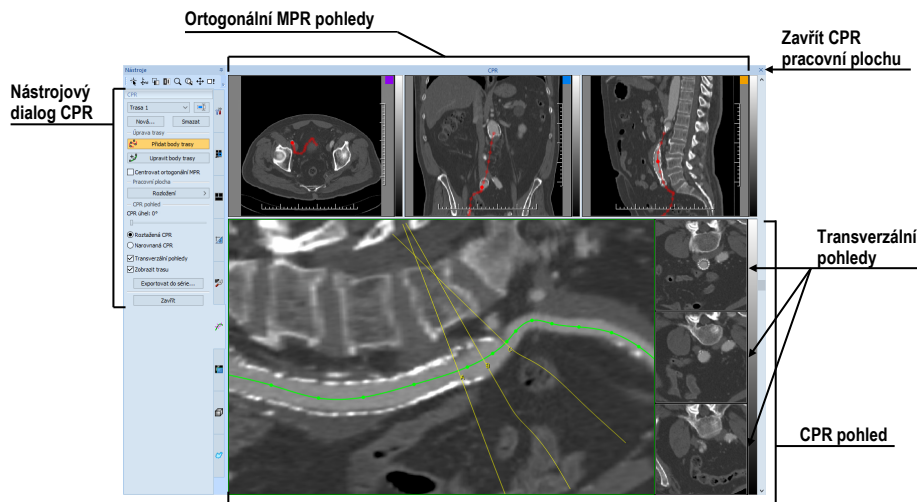 Ortogonální MPR pohledy
Zavřít CPR
pracovní plochu
Nástrojový
dialog CPR
Nástroje
CPR
CPR
Trasa 1
Nová...
Smazat
Úprava trasy
Přidat body trasy
Upravit body trasy
Centrovat ortogonální MPR
Pracovní plocha
Rozložení
CPR pohled
CPR úhel: 0°
Roztažená CPR
Narovnaná CPR
Transverzální pohledy
Zobrazit trasu
Exportovat do série...
Zavřít
Transverzální
pohledy
CPR pohled